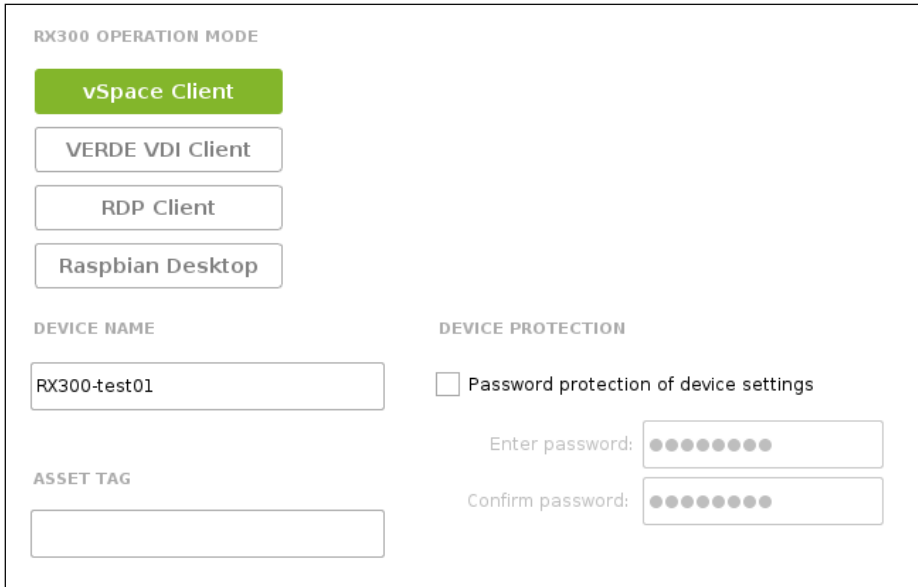 RX300 OPERATION MODE
vSpace Client
VERDE VDI Client
RDP Client
Raspbian Desktop
DEVICE NAME
RX300-test01
ASSET TAG
DEVICE PROTECTION
Password protection of device settings
Enter password: ●●●●●●●●
Confirm password: ●●●●●●●●